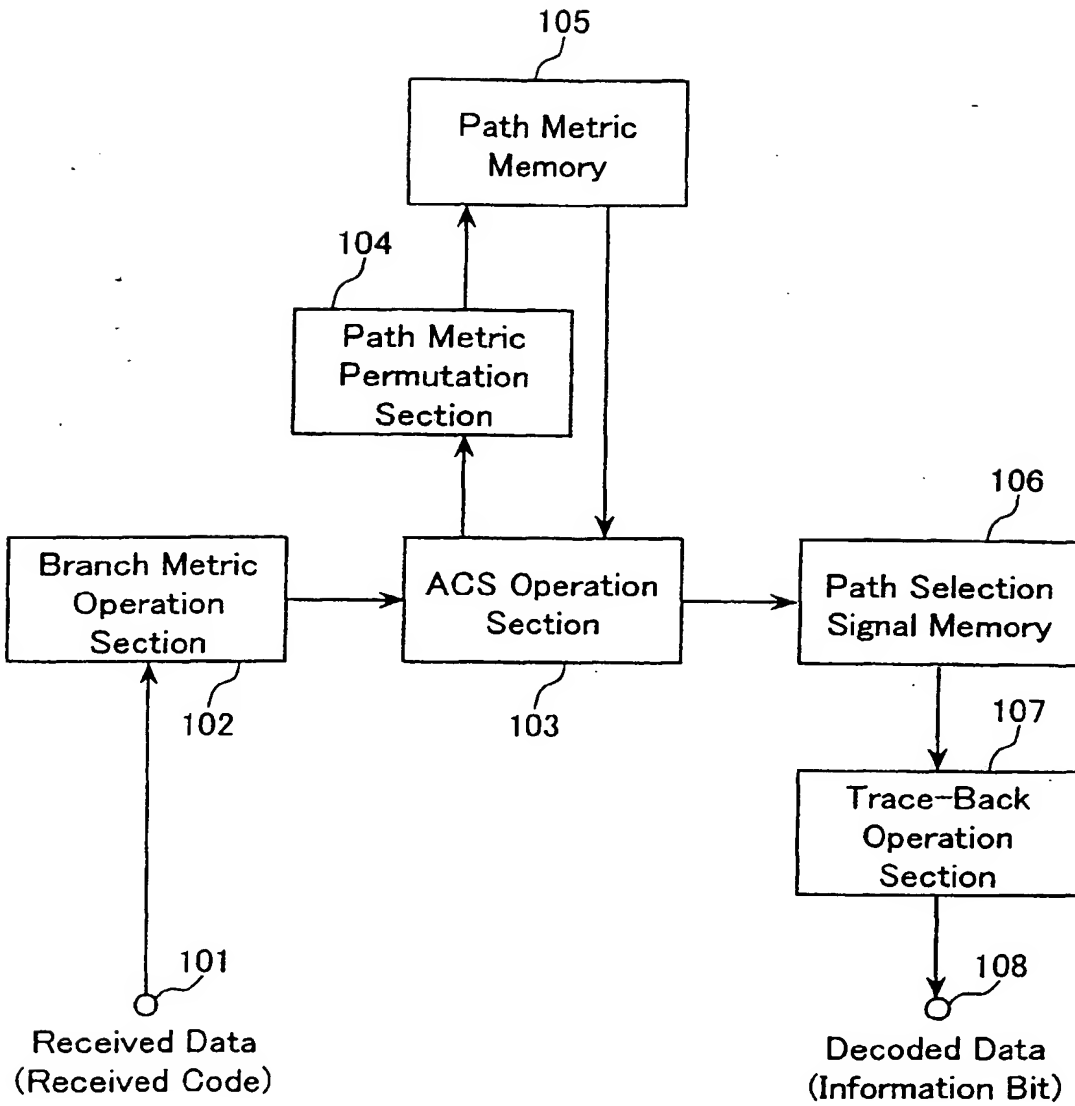 105
Path Metric
Memory
104
Path Metric
Permutation
Section
106
Branch Metric
Operation
Section
ACS Operation
Section
Path Selection
Signal Memory
102
103
107
Trace-Back
Operation
Section
101
108
Received Data
(Received Code)
Decoded Data
(Information Bit)